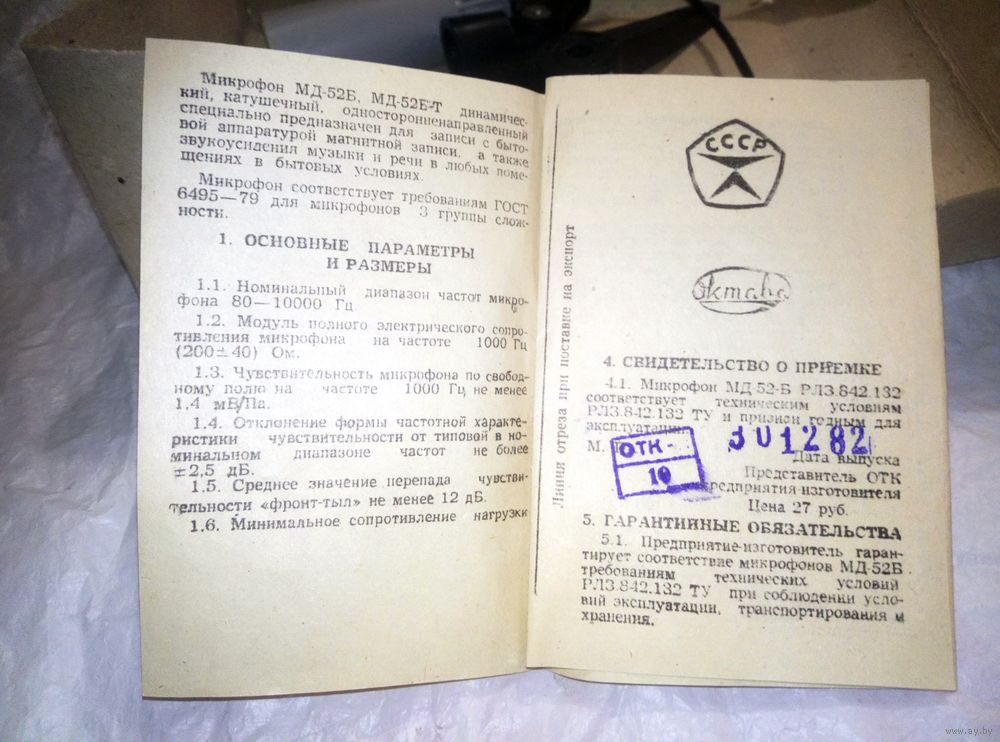 Микрофон МД-52Б, МД-52Б-Т динамичес-
кий, катушечный, односторонненаправленный
специально предназначен для записи с быто-
вой аппаратурой магнитной записи, а также
звукоусиления музыки и речи в любых поме-
щениях в бытовых условиях.
Микрофон соответствует требованиям ГОСТ
6495—79 для микрофонов 3 группы слож-
ности.
1. ОСНОВНЫЕ ПАРАМЕТРЫ
И РАЗМЕРЫ
1.1. Номинальный диапазон частот микро-
фона 80—10000 Гц.
1.2. Модуль полного электрического сопро-
тивления микрофона на частоте 1000 Гц
(200±40) Ом.
1.3. Чувствительность микрофона по свобод-
ному полю на частоте 1000 Гц, не менее
1,4 мВ/Па.
1.4. Отклонение формы частотной характе-
ристики чувствительности от типовой в но-
минальном диапазоне частот не более
±2,5 дБ.
1.5. Среднее значение перепада чувстви-
тельности «фронт-тыл» не менее 12 дБ.
1.6. Минимальное сопротивление нагрузки
Линия отреза при поставке на экспорт
СССР
Октава
4. СВИДЕТЕЛЬСТВО О ПРИЕМКЕ
4.1. Микрофон МД-52-Б РЛ3.842.132
соответствует техническим условиям
РЛ3.842.132 ТУ и признан годным для
эксплуатации.
М.
ОТК-
10
301282
Дата выпуска
Представитель ОТК
предприятия-изготовителя
Цена 27 руб.
5. ГАРАНТИЙНЫЕ ОБЯЗАТЕЛЬСТВА
5.1. Предприятие-изготовитель гаран-
тирует соответствие микрофонов МД-52Б
требованиям технических условий
РЛ3.842.132 ТУ при соблюдении усло-
вий эксплуатации, транспортирования и
хранения.
www.ay.by